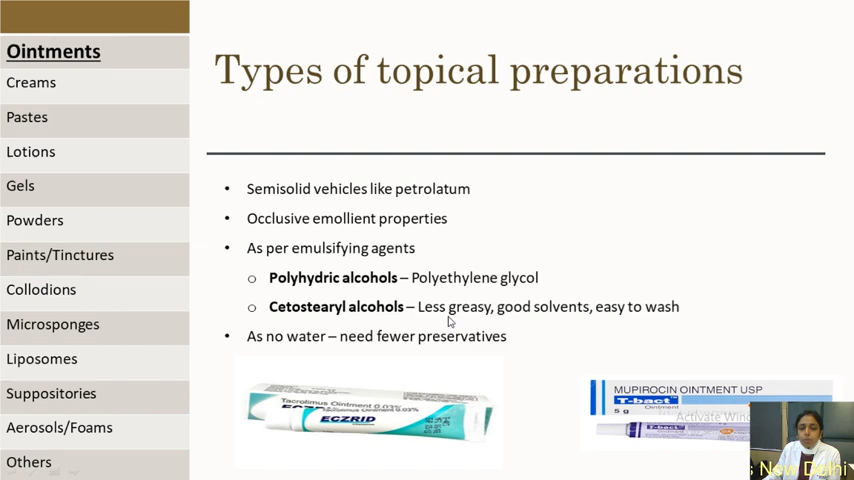 Ointments
Creams
Pastes
Lotions
Gels
Powders
Paints/Tinctures
Collodions
Microsponges
Liposomes
Suppositories
Aerosols/Foams
Others
Types of topical preparations
• Semisolid vehicles like petrolatum
• Occlusive emollient properties
• As per emulsifying agents
o Polyhydric alcohols – Polyethylene glycol
o Cetostearyl alcohols – Less greasy, good solvents, easy to wash
• As no water – need fewer preservatives
Tacrolimus Ointment 0.03%
ECZRID
MUPIROCIN OINTMENT USP
T-bact
Ointment
5 g
Activate Wind
T-bact
s New Delhi